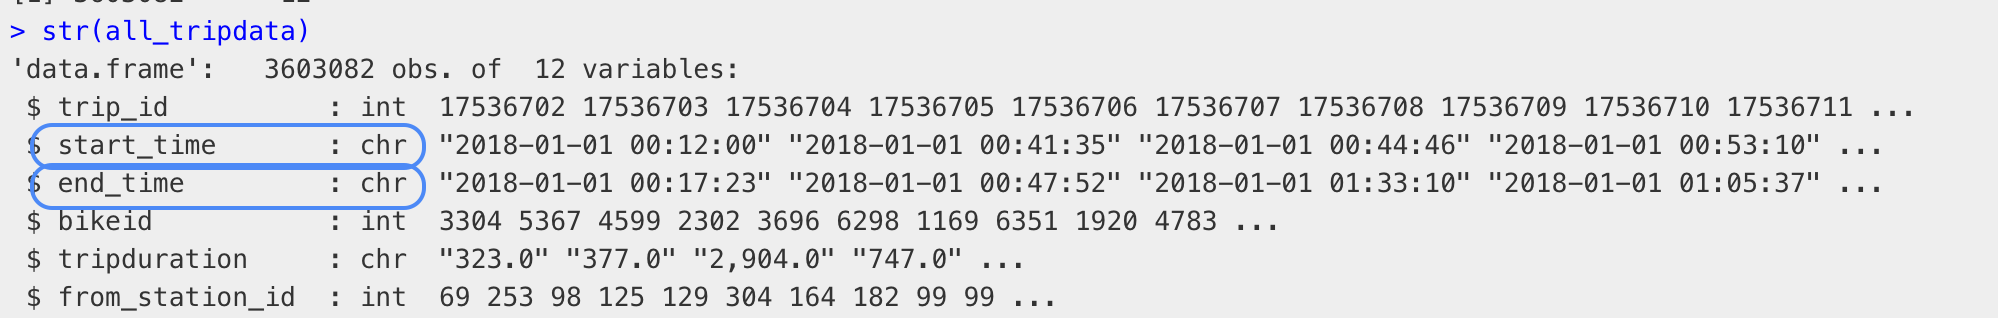 > str(all_tripdata)
'data.frame':   3603082 obs. of  12 variables:
 $ trip_id          : int  17536702 17536703 17536704 17536705 17536706 17536707 17536708 17536709 17536710 17536711 ...
 $ start_time       : chr  "2018-01-01 00:12:00" "2018-01-01 00:41:35" "2018-01-01 00:44:46" "2018-01-01 00:53:10" ...
 $ end_time         : chr  "2018-01-01 00:17:23" "2018-01-01 00:47:52" "2018-01-01 01:33:10" "2018-01-01 01:05:37" ...
 $ bikeid           : int  3304 5367 4599 2302 3696 6298 1169 6351 1920 4783 ...
 $ tripduration     : chr  "323.0" "377.0" "2,904.0" "747.0" ...
 $ from_station_id  : int  69 253 98 125 129 304 164 182 99 99 ...